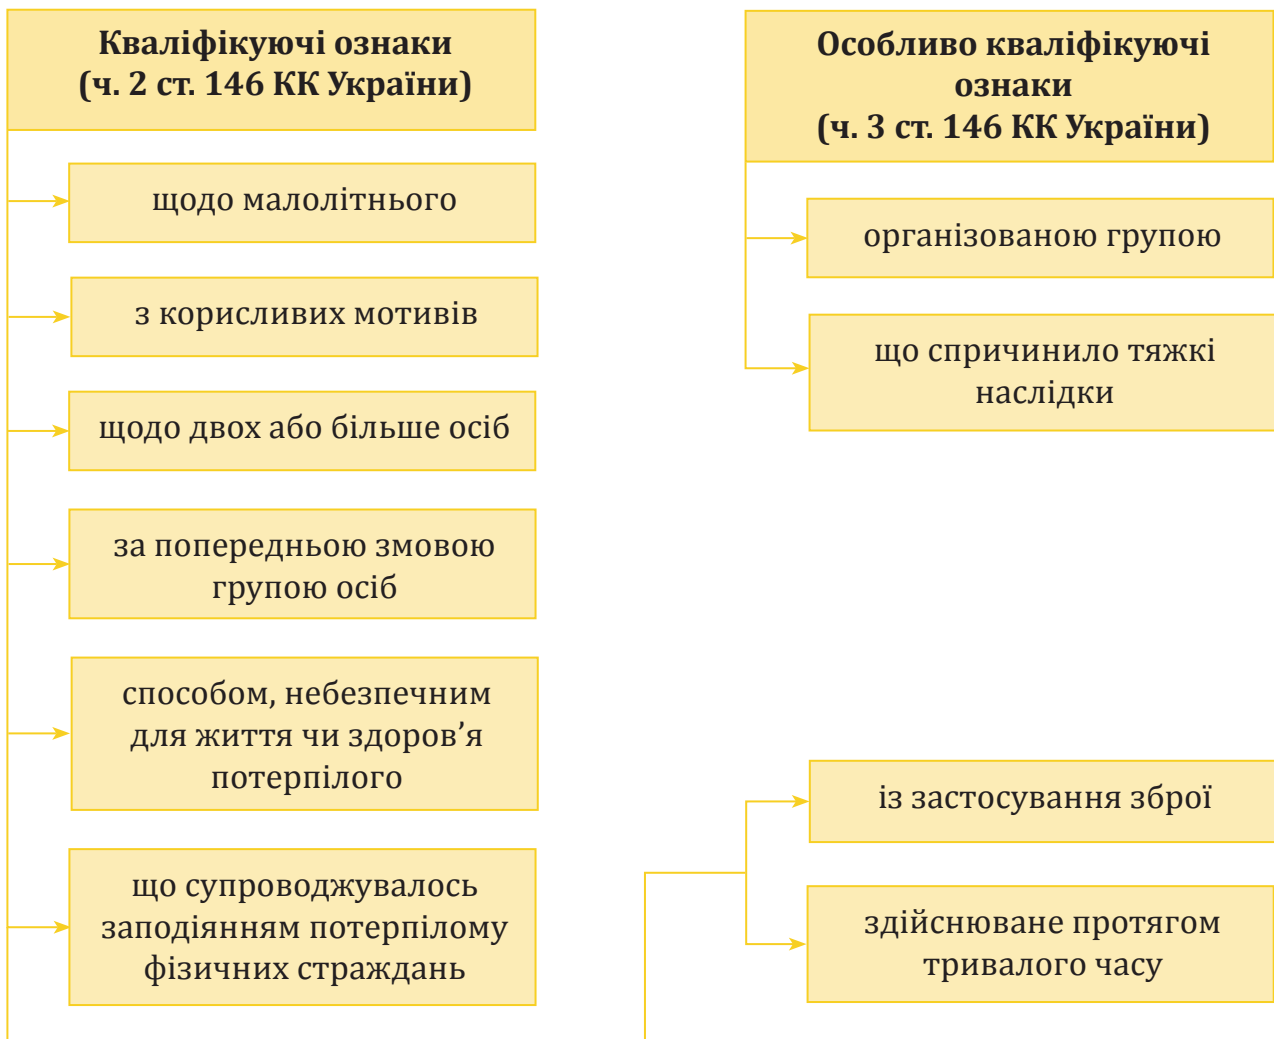 Кваліфікуючі ознаки
(ч. 2 ст. 146 КК України)
щодо малолітнього
з корисливих мотивів
щодо двох або більше осіб
за попередньою змовою
групою осіб
способом, небезпечним
для життя чи здоров’я
потерпілого
що супроводжувалось
заподіянням потерпілому
фізичних страждань
Особливо кваліфікуючі
ознаки
(ч. 3 ст. 146 КК України)
організованою групою
що спричинило тяжкі
наслідки
із застосування зброї
здійснюване протягом
тривалого часу